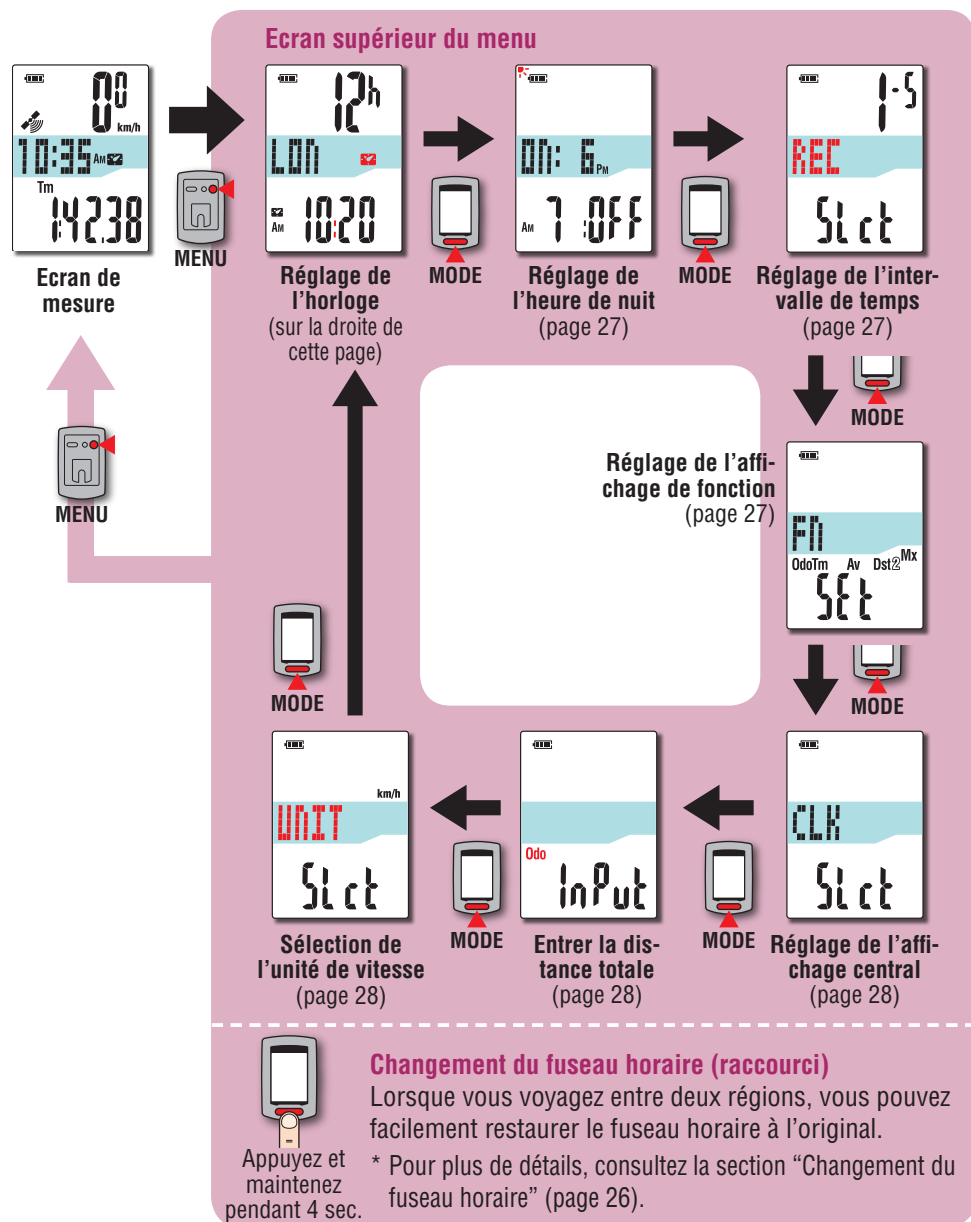 Ecran supérieur du menu
0⁰
km/h
10:35 AM
Tm
1:42.38
Ecran de
mesure
MENU
12h
LON
AM 10:20
Réglage de
l'horloge
(sur la droite de
cette page)
MODE
ON: 6 PM
AM 7 :OFF
Réglage de
l'heure de nuit
(page 27)
MODE
1-5
REC
SLct
Réglage de l'inter-
valle de temps
(page 27)
MODE
Réglage de l'affi-
chage de fonction
(page 27)
FN
OdoTm Av Dst2 Mx
SEt
MODE
MENU
MODE
km/h
UNIT
SLct
Sélection de
l'unité de vitesse
(page 28)
MODE
Odo
InPut
Entrer la dis-
tance totale
(page 28)
MODE
CLK
SLct
Réglage de l'affi-
chage central
(page 28)
Appuyez et
maintenez
pendant 4 sec.
Changement du fuseau horaire (raccourci)
Lorsque vous voyagez entre deux régions, vous pouvez
facilement restaurer le fuseau horaire à l'original.
* Pour plus de détails, consultez la section “Changement du
fuseau horaire” (page 26).